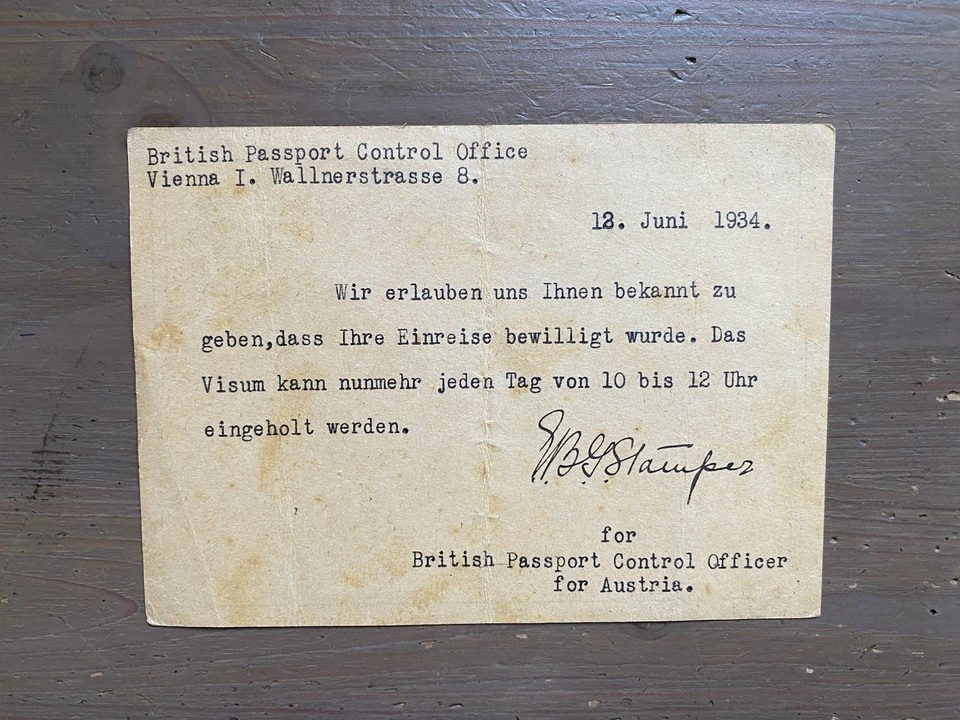 British Passport Control Office
Vienna I. Wallnerstrasse 8.
12. Juni 1934.
Wir erlauben uns Ihnen bekannt zu
geben,dass Ihre Einreise bewilligt wurde. Das
Visum kann nunmehr jeden Tag von 10 bis 12 Uhr
eingeholt werden.
Stamper
for
British Passport Control Officer
for Austria.